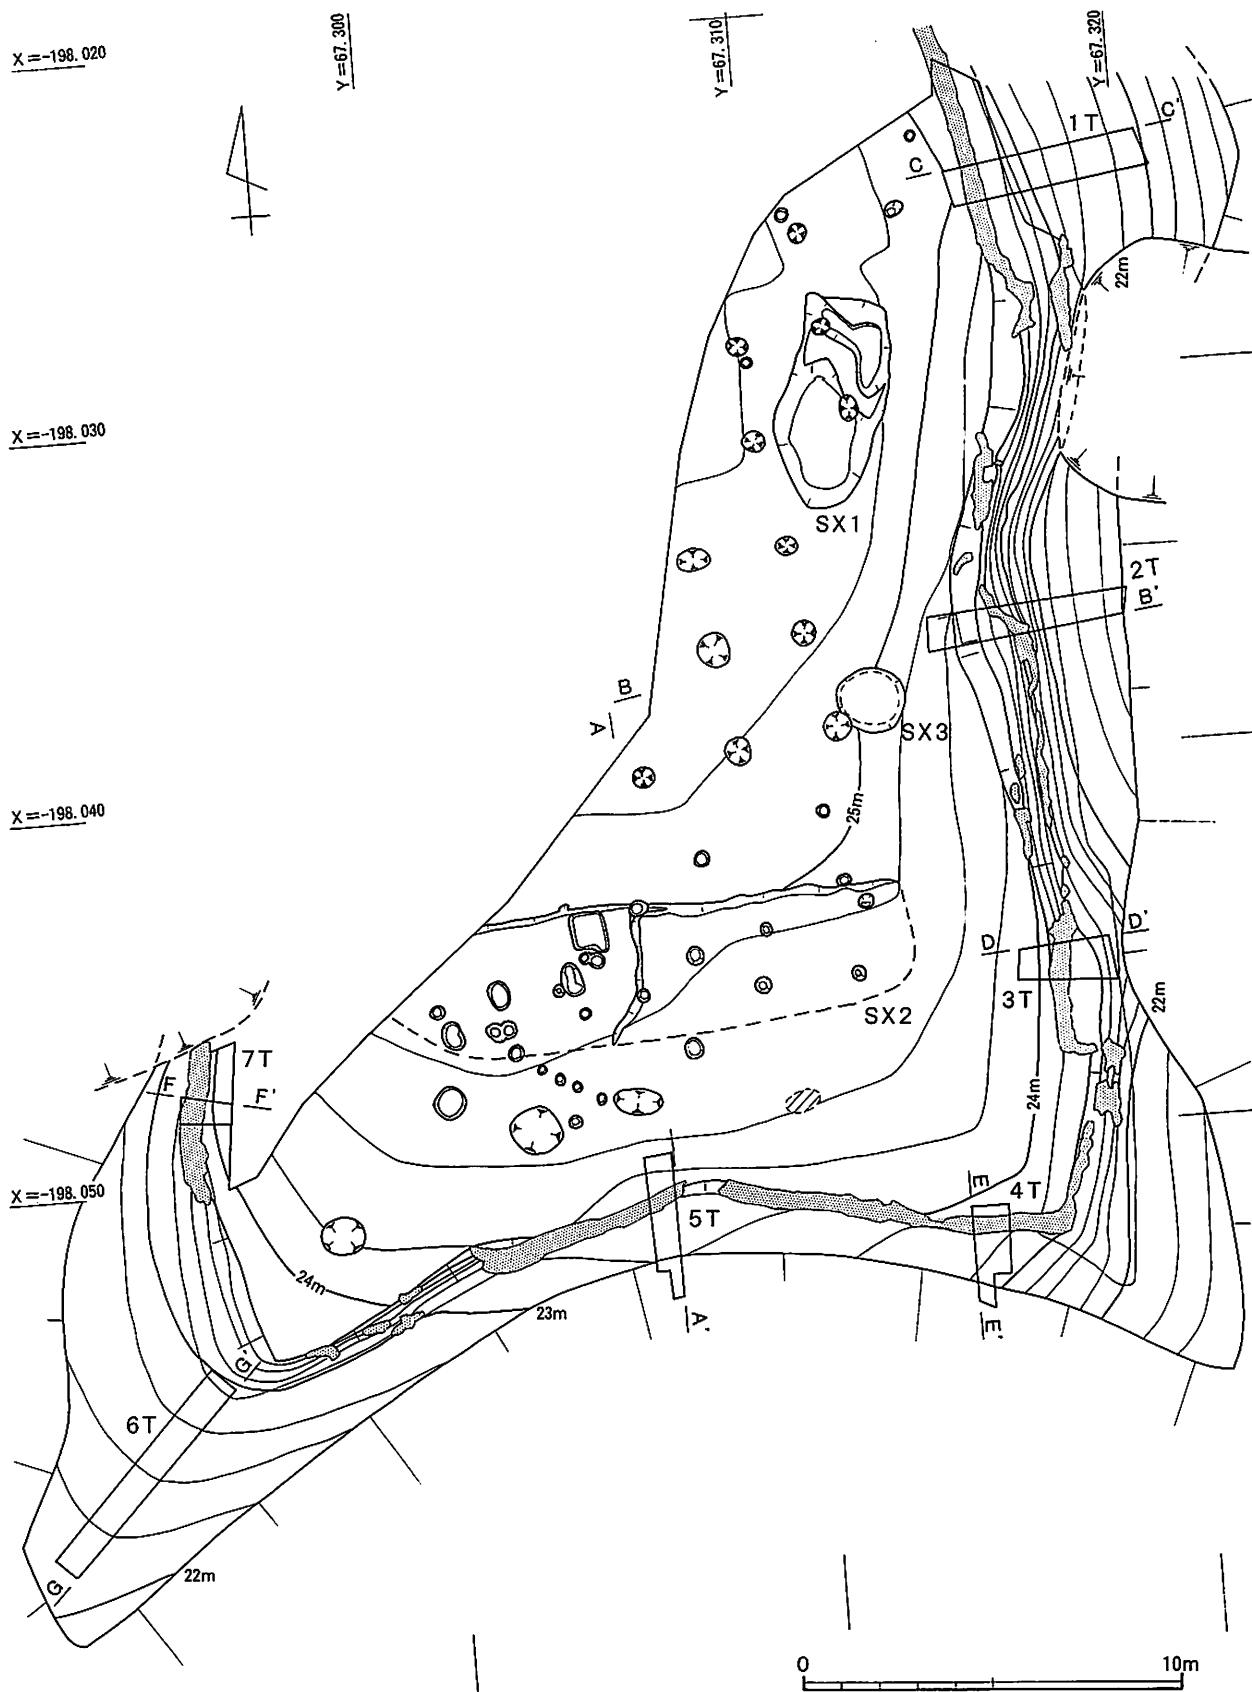 X=-198.020
Y=67.300
Y=67.310
Y=67.320
C'
1T
C
22m
X=-198.030
SX1
2T
B'
B
A
SX3
X=-198.040
25m
D'
D
3T
SX2
22m
7T
F
F'
24m
X=-198.050
E
4T
5T
24m
23m
A'
E'
G'
6T
22m
G
0
10m